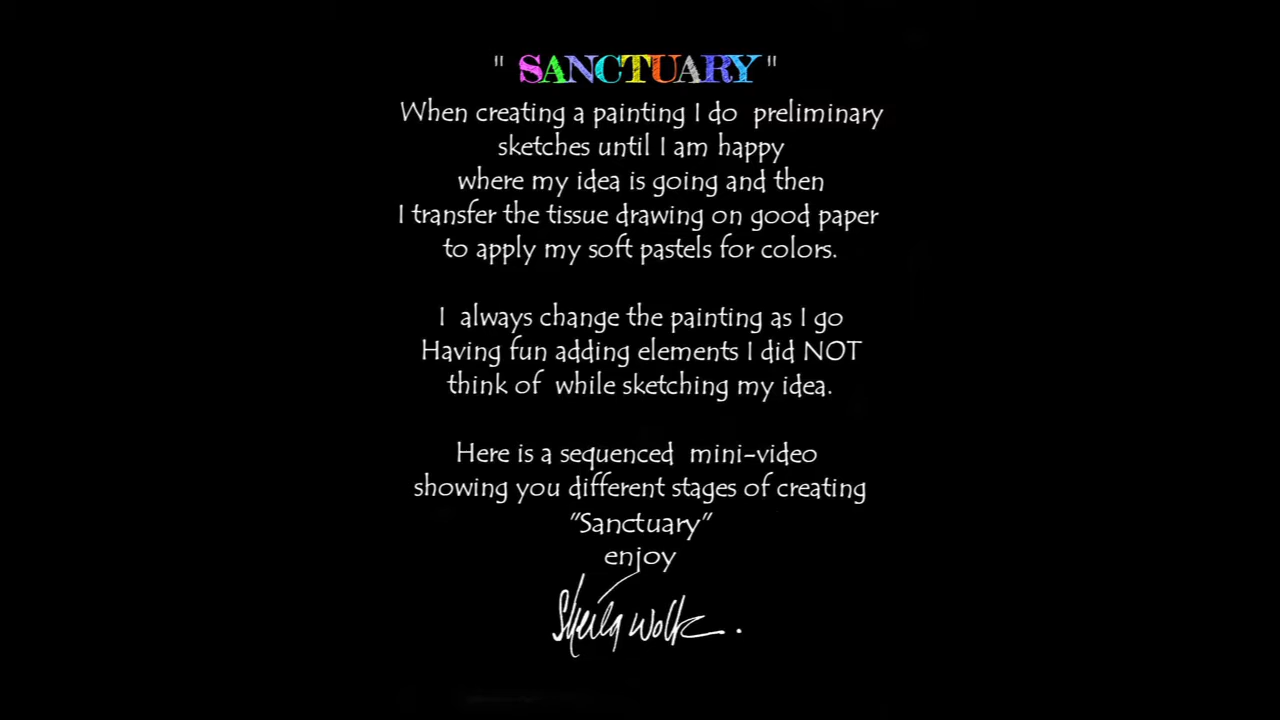 " SANCTUARY "
When creating a painting I do preliminary
sketches until I am happy
where my idea is going and then
I transfer the tissue drawing on good paper
to apply my soft pastels for colors.
I always change the painting as I go
Having fun adding elements I did NOT
think of while sketching my idea.
Here is a sequenced mini-video
showing you different stages of creating
"Sanctuary"
enjoy
Sheila Wolk.